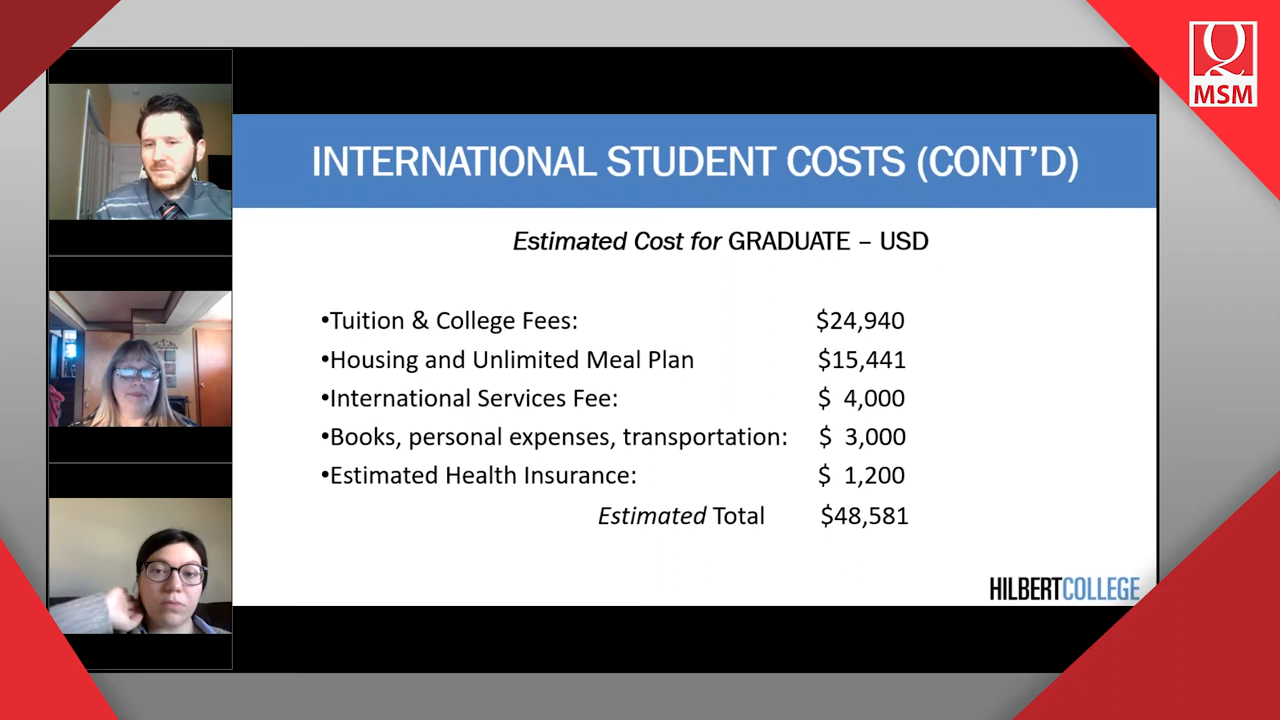 MSM
INTERNATIONAL STUDENT COSTS (CONT'D)
Estimated Cost for GRADUATE – USD
•Tuition & College Fees: $24,940
•Housing and Unlimited Meal Plan $15,441
•International Services Fee: $ 4,000
•Books, personal expenses, transportation: $ 3,000
•Estimated Health Insurance: $ 1,200
Estimated Total $48,581
HILBERTCOLLEGE